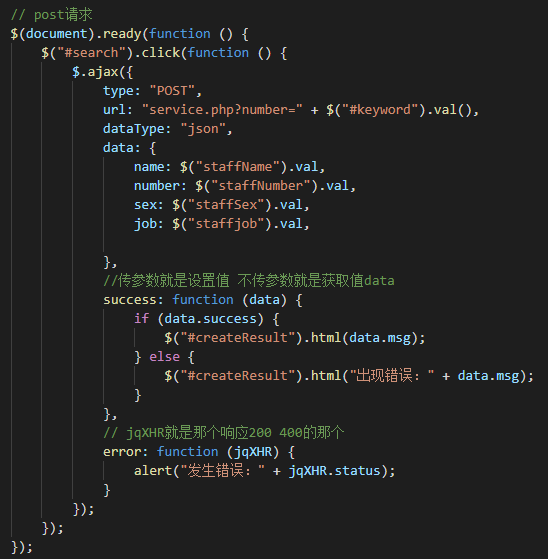 // post请求
$(document).ready(function () {
    $("#search").click(function () {
        $.ajax({
            type: "POST",
            url: "service.php?number=" + $("#keyword").val(),
            dataType: "json",
            data: {
                name: $("staffName").val,
                number: $("staffNumber").val,
                sex: $("staffSex").val,
                job: $("staffjob").val,
            },
            //传参数就是设置值 不传参数就是获取值data
            success: function (data) {
                if (data.success) {
                    $("#createResult").html(data.msg);
                } else {
                    $("#createResult").html("出现错误：" + data.msg);
                }
            },
            // jqXHR就是那个响应200 400的那个
            error: function (jqXHR) {
                alert("发生错误：" + jqXHR.status);
            }
        });
    });
});